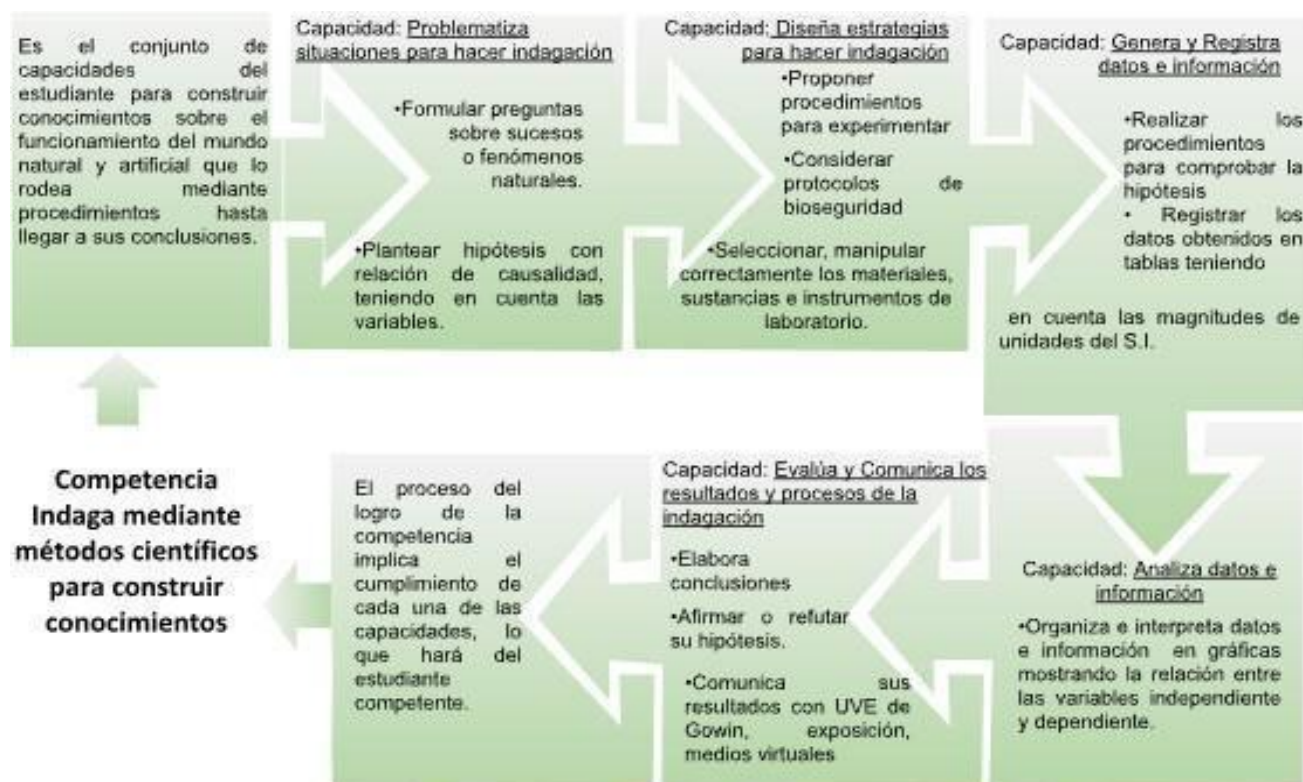 Es el conjunto de
capacidades del
estudiante para construir
conocimientos sobre el
funcionamiento del mundo
natural y artificial que lo
rodea mediante
procedimientos hasta
llegar a sus conclusiones.
Capacidad: Problematiza
situaciones para hacer indagación
•Formular preguntas
sobre sucesos
o fenómenos
naturales.
•Plantear hipótesis con
relación de causalidad,
teniendo en cuenta las
variables.
Capacidad: Diseña estrategias
para hacer indagación
•Proponer
procedimientos
para experimentar
•Considerar
protocolos de
bioseguridad
•Seleccionar, manipular
correctamente los materiales,
sustancias e instrumentos de
laboratorio.
Capacidad: Genera y Registra
datos e información
•Realizar los
procedimientos
para comprobar la
hipótesis
• Registrar los
datos obtenidos en
tablas teniendo
en cuenta las magnitudes de
unidades del S.I.
Capacidad: Analiza datos e
información
•Organiza e interpreta datos
e información en gráficas
mostrando la relación entre
las variables independiente
y dependiente.
Capacidad: Evalúa y Comunica los
resultados y procesos de la
indagación
•Elabora
conclusiones
•Afirmar o refutar
su hipótesis.
•Comunica sus
resultados con UVE de
Gowin, exposición,
medios virtuales
El proceso del
logro de la
competencia
implica el
cumplimiento de
cada una de las
capacidades, lo
que hará del
estudiante
competente.
Competencia
Indaga mediante
métodos científicos
para construir
conocimientos